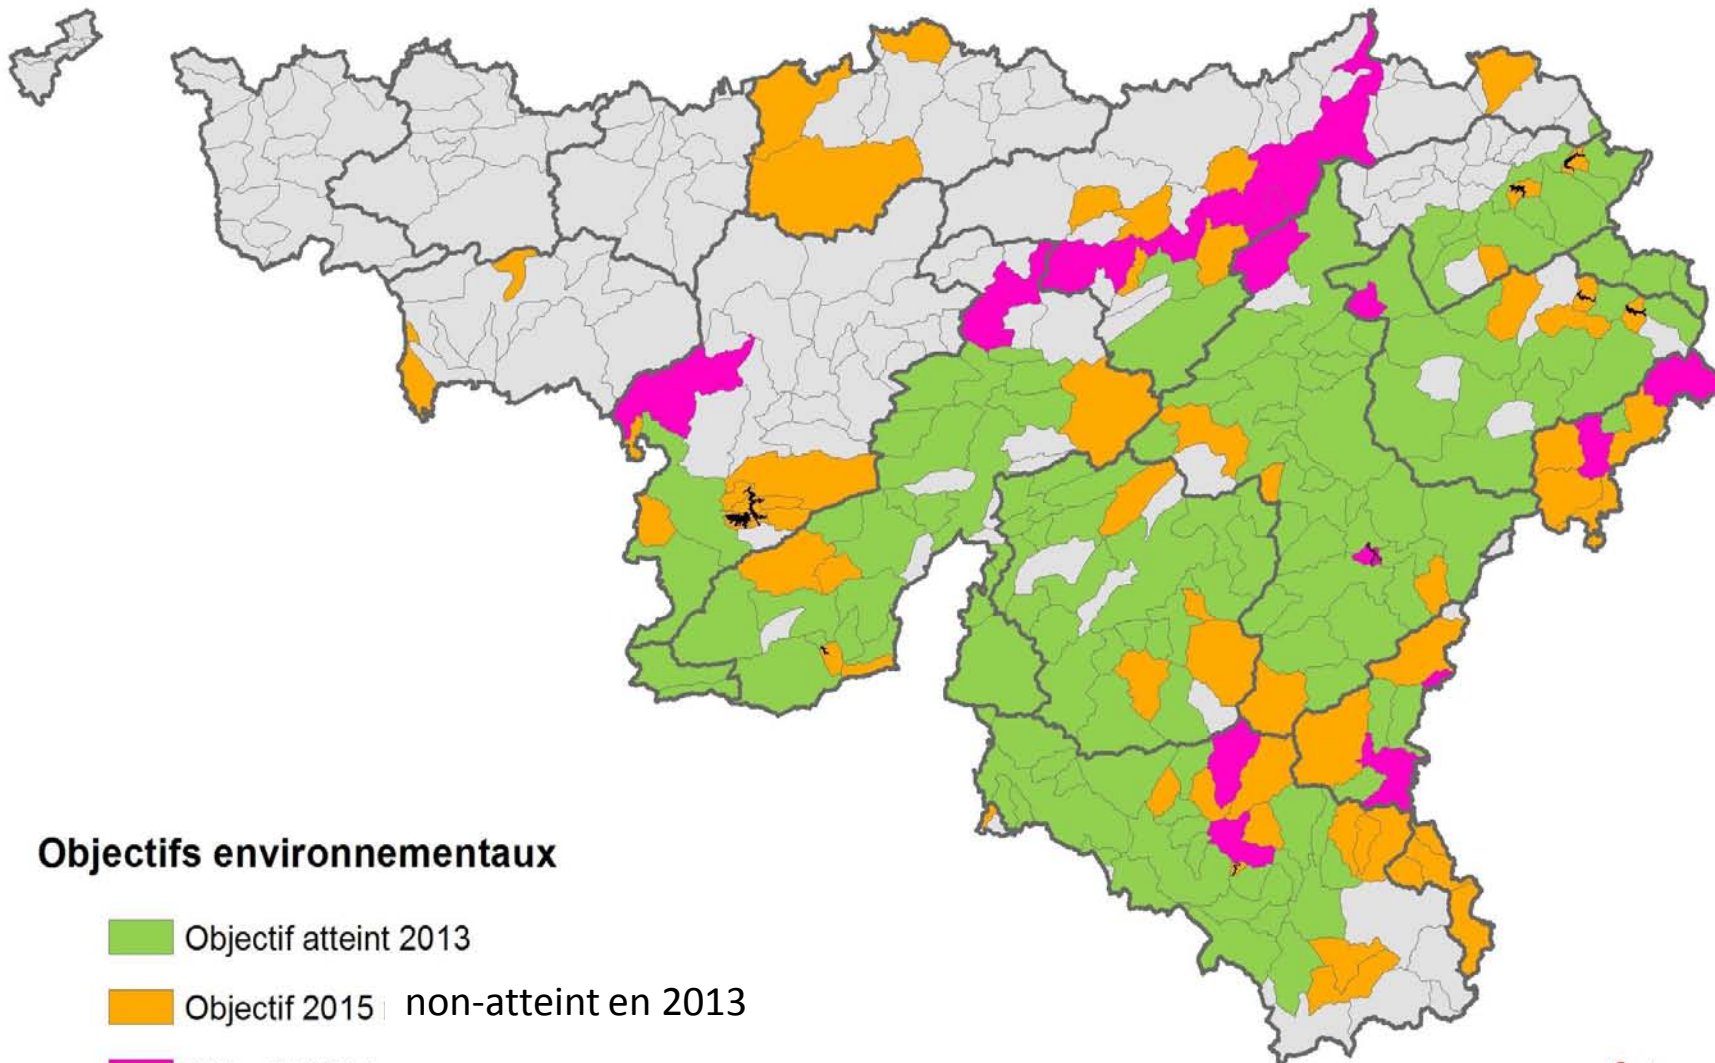 Objectifs environnementaux
Objectif atteint 2013
Objectif 2015 non-atteint en 2013